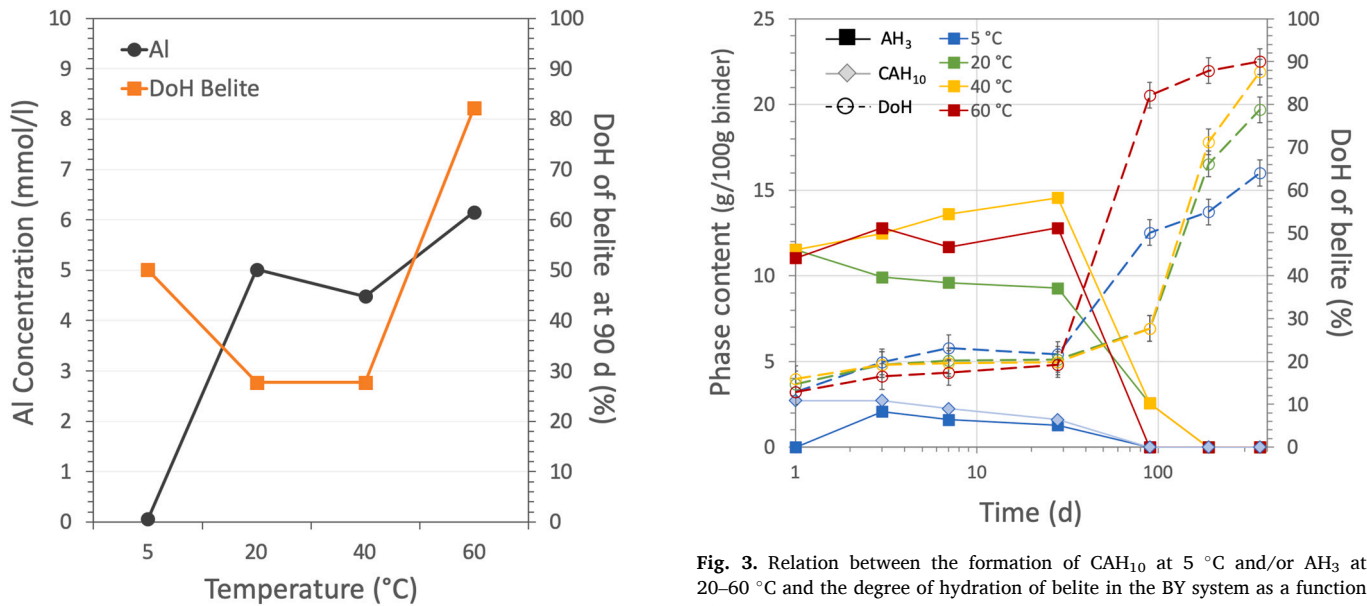 Al Concentration (mmol/l)
10
9
8
7
6
5
4
3
2
1
0
Al
DoH Belite
5
20
40
60
Temperature (°C)
100
90
80
70
60
50
40
30
20
10
0
DoH of belite at 90 d (%)
Phase content (g/100g binder)
25
20
15
10
5
0
AH₃
CAH₁₀
DoH
5 °C
20 °C
40 °C
60 °C
1
10
100
Time (d)
100
90
80
70
60
50
40
30
20
10
0
DoH of belite (%)
Fig. 3. Relation between the formation of CAH₁₀ at 5 °C and/or AH₃ at
20–60 °C and the degree of hydration of belite in the BY system as a function